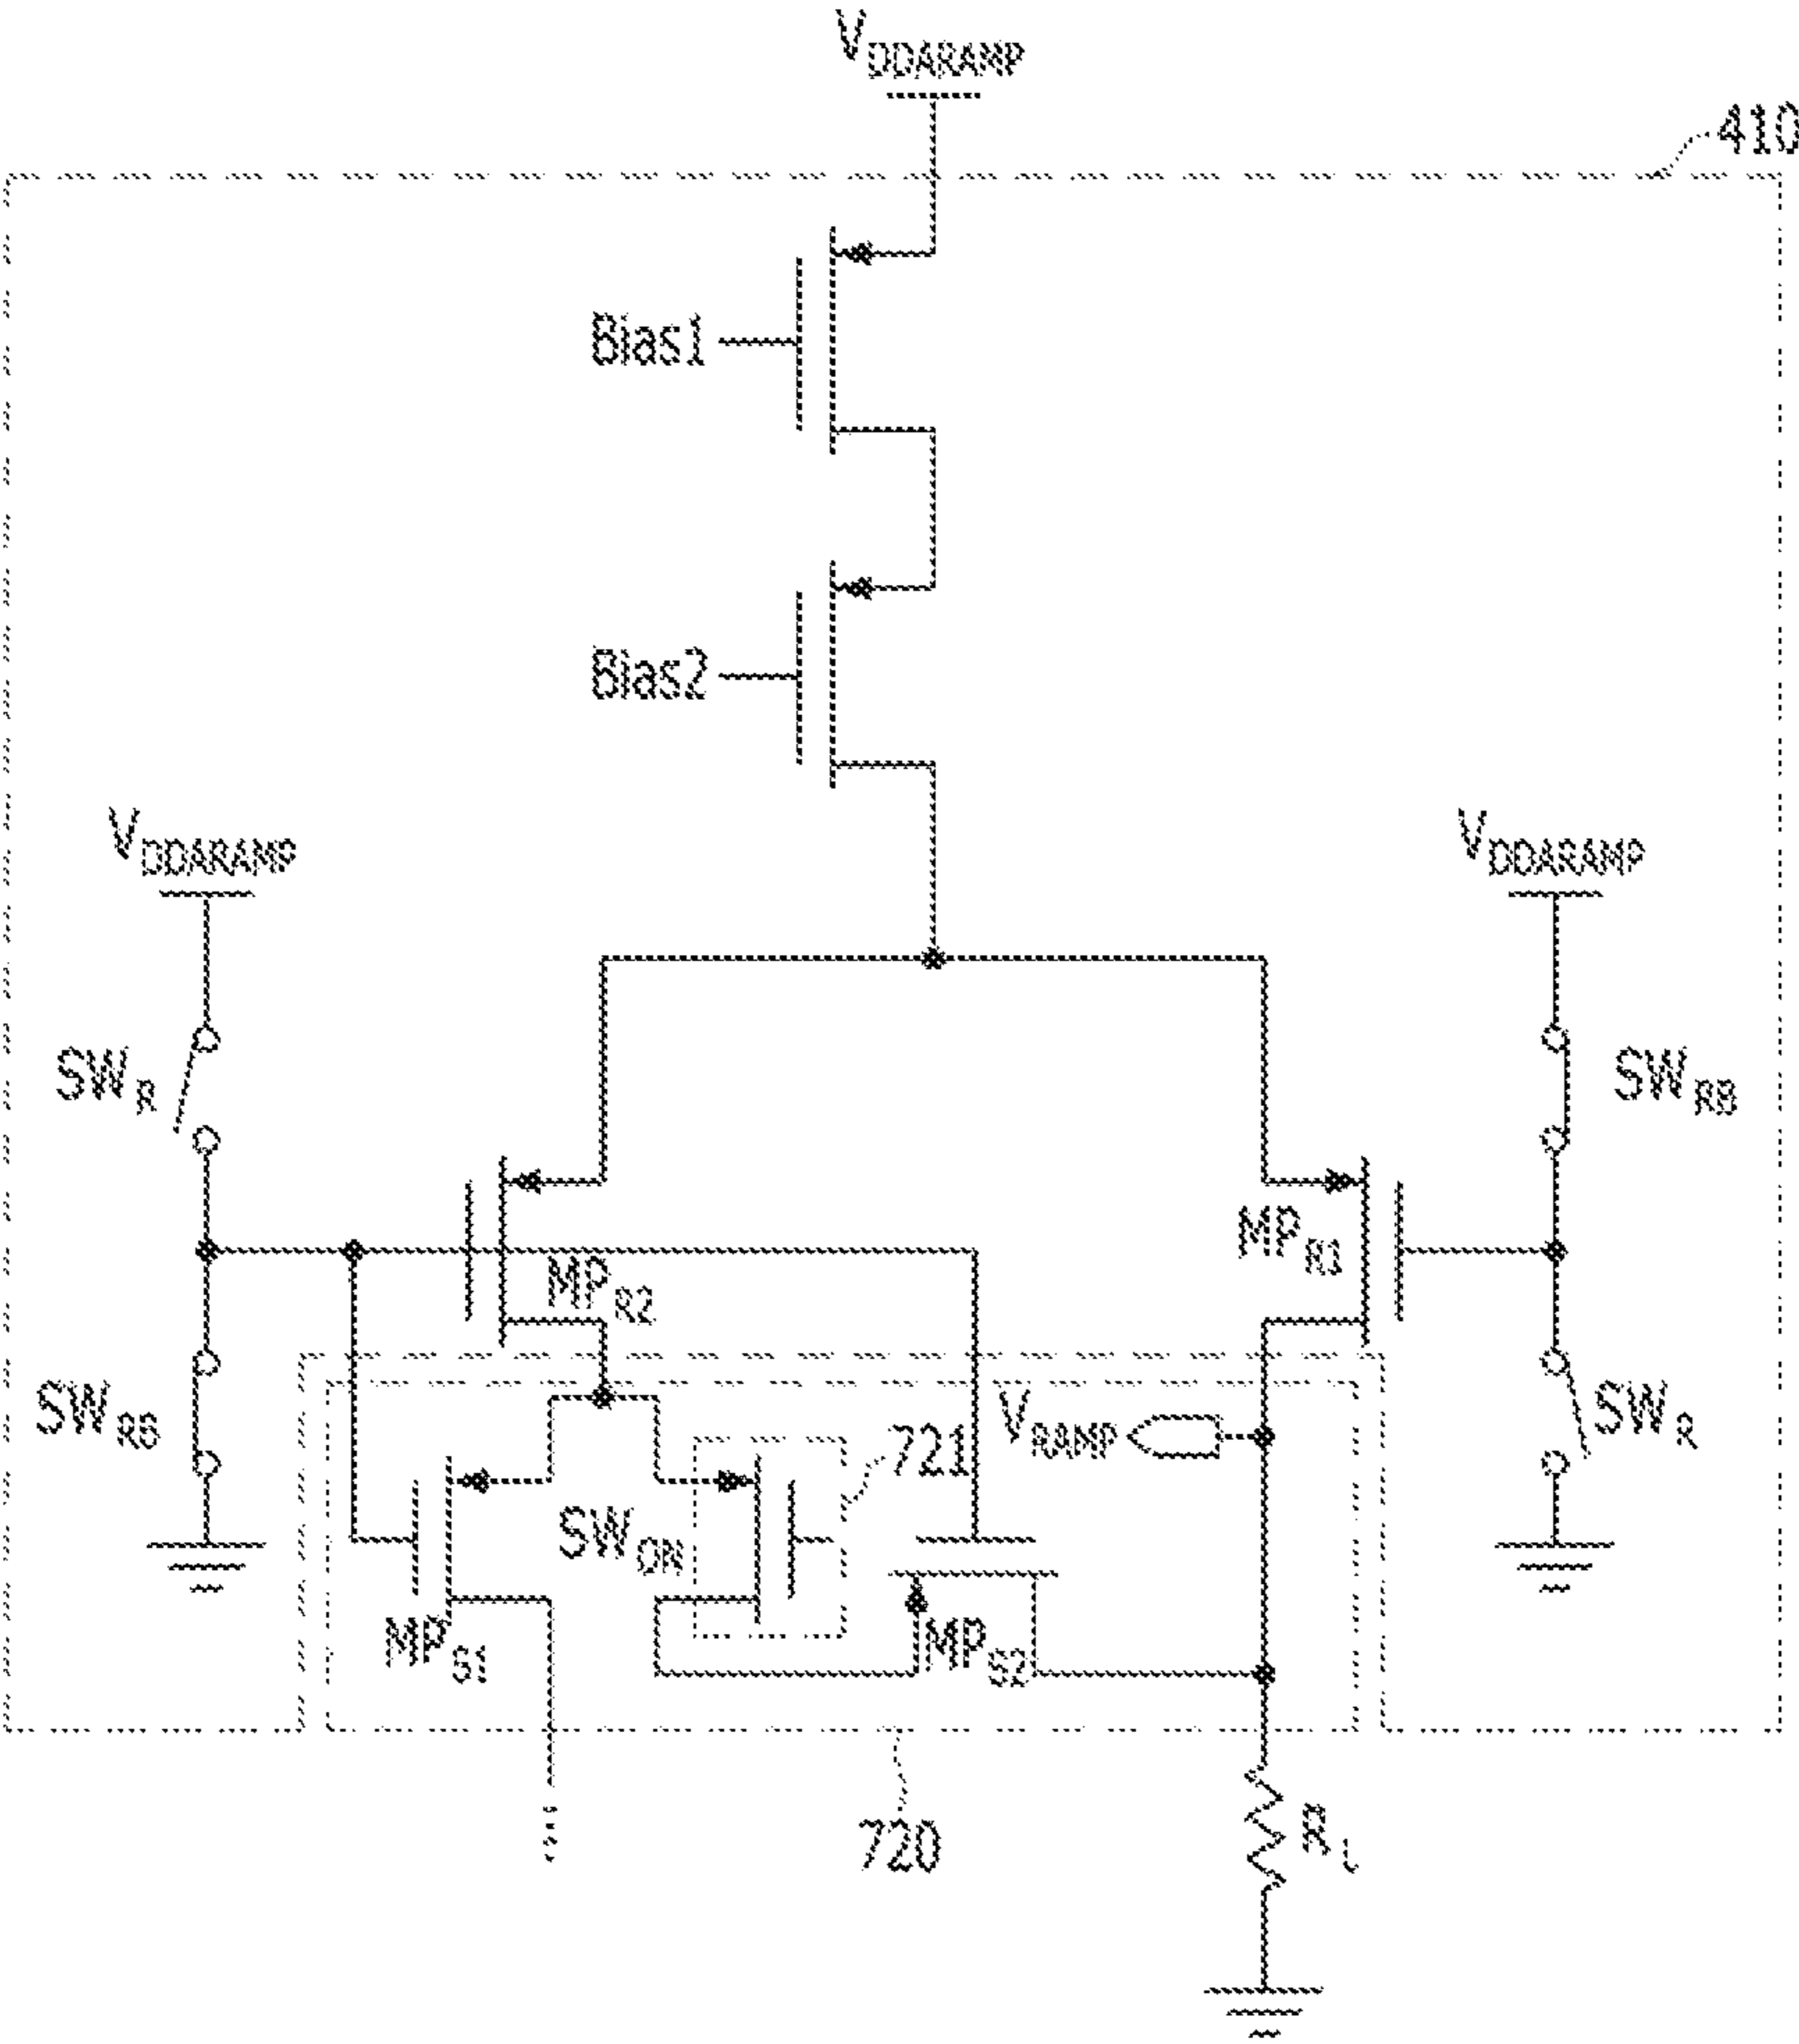 VDDARAMP
410
Bias1
Bias2
VDDARAMP
VDDARAMP
SWR
SWRB
MPR2
MPR1
SWRB
VRAMP
SWR
721
SWON
MPS1
MPS2
720
RL